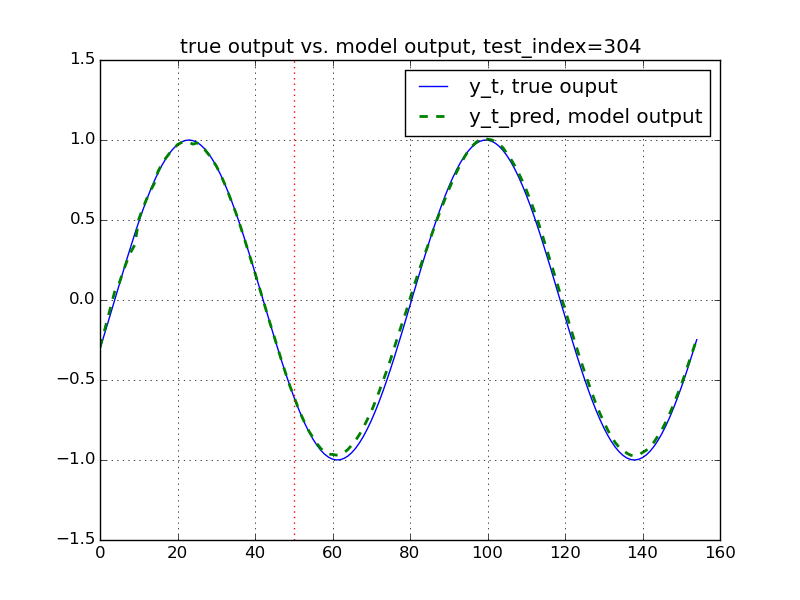 true output vs. model output, test_index=304
y_t, true ouput
y_t_pred, model output
1.5
1.0
0.5
0.0
−0.5
−1.0
−1.5
0 20 40 60 80 100 120 140 160